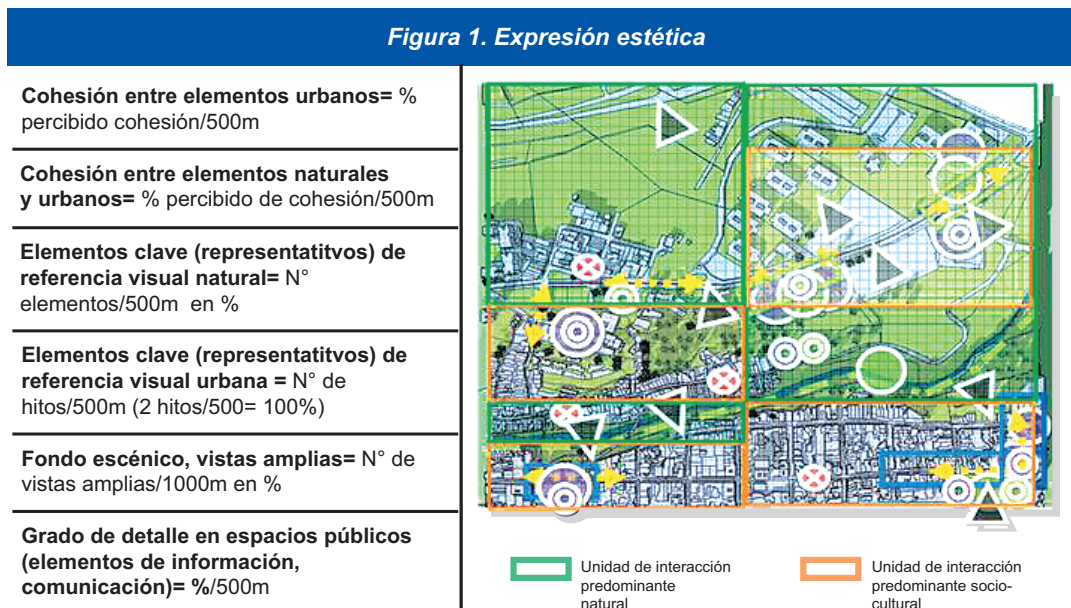 Figura 1. Expresión estética
Cohesión entre elementos urbanos= %
percibido cohesión/500m
Cohesión entre elementos naturales
y urbanos= % percibido de cohesión/500m
Elementos clave (representatitvos) de
referencia visual natural= N°
elementos/500m en %
Elementos clave (representatitvos) de
referencia visual urbana = N° de
hitos/500m (2 hitos/500= 100%)
Fondo escénico, vistas amplias= N° de
vistas amplias/1000m en %
Grado de detalle en espacios públicos
(elementos de información,
comunicación)= %/500m
Unidad de interacción
predominante
natural
Unidad de interacción
predominante socio-
cultural